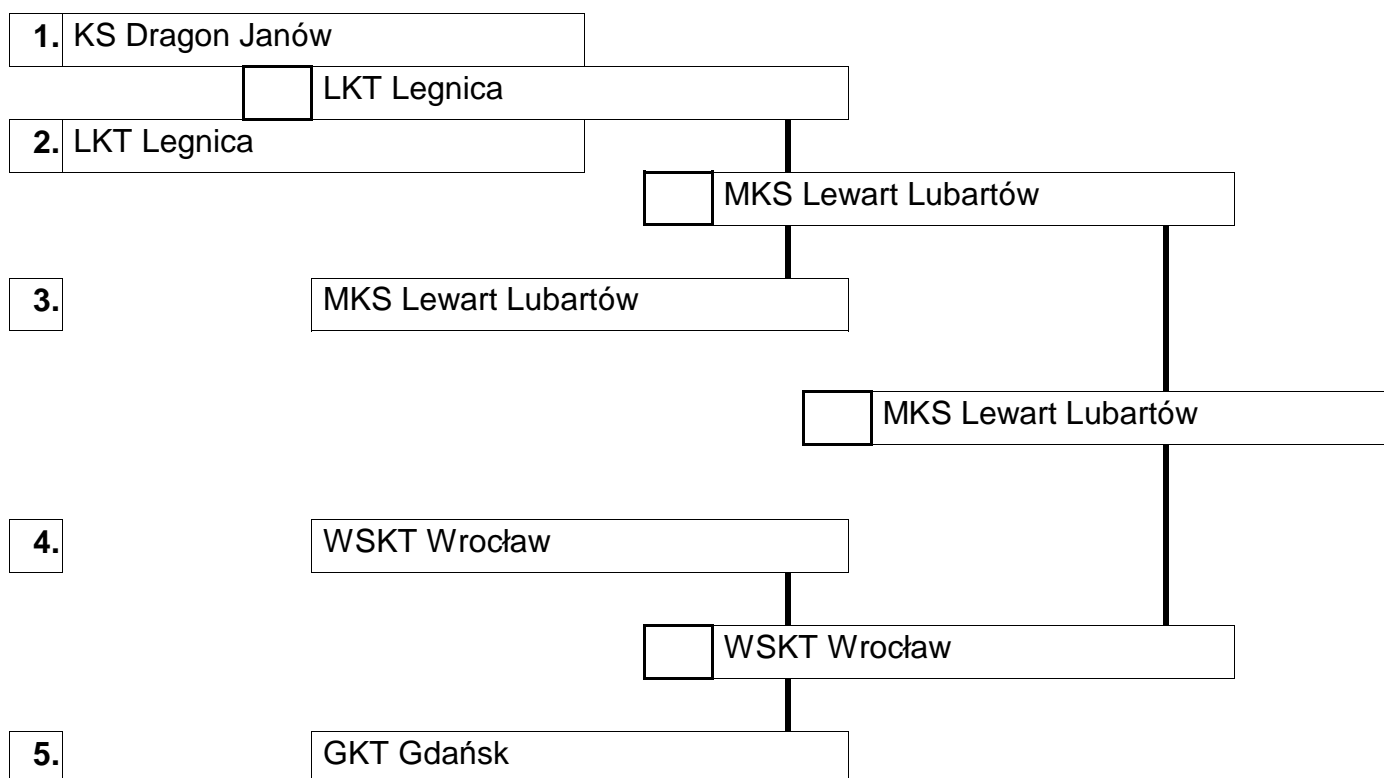 1. KS Dragon Janów
LKT Legnica
2. LKT Legnica
MKS Lewart Lubartów
3. MKS Lewart Lubartów
MKS Lewart Lubartów
4. WSKT Wrocław
WSKT Wrocław
5. GKT Gdańsk